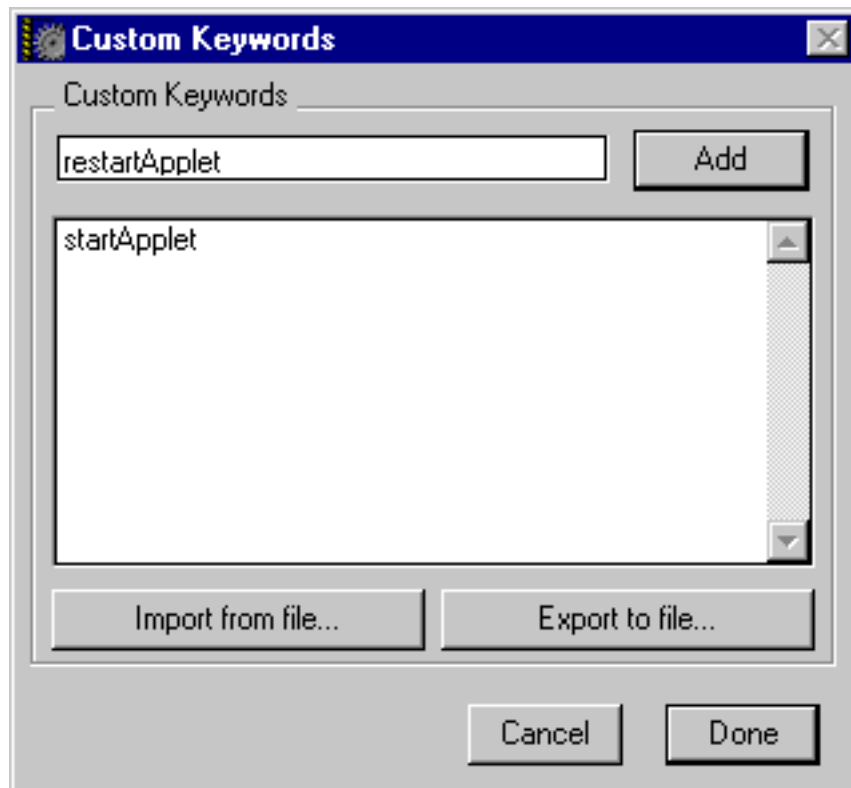 Custom Keywords
Custom Keywords
restartApplet
Add
startApplet
Import from file...
Export to file...
Cancel
Done